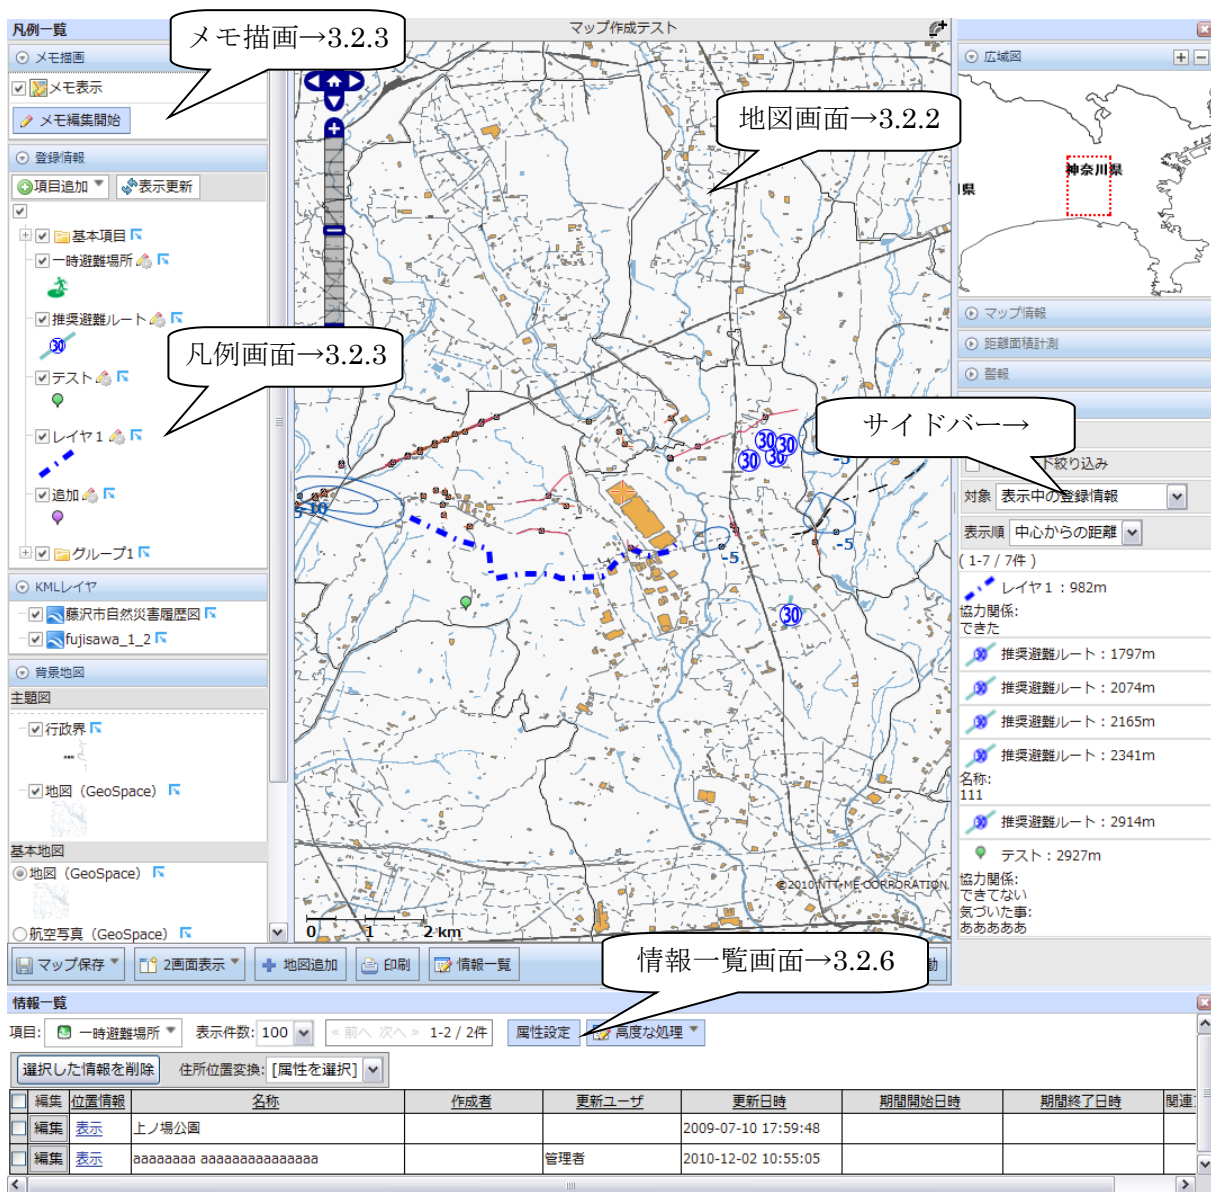 凡例一覧
メモ描画
メモ表示
メモ編集開始
メモ描画→3.2.3
登録情報
項目追加 表示更新
基本項目
一時避難場所
推奨避難ルート
30
凡例画面→3.2.3
テスト
レイヤ1
追加
グループ1
KMLレイヤ
藤沢市自然災害履歴図
fujisawa_1_2
背景地図
主題図
行政界
地図 (GeoSpace)
基本地図
地図 (GeoSpace)
航空写真 (GeoSpace)
マップ作成テスト
地図画面→3.2.2
30
30
30
30
-10
-5
-5
30
©2010 NTT-ME CORPORATION
0 1 2 km
広域図
神奈川県
県
マップ情報
距離面積計測
警報
サイドバー→
ド絞り込み
対象 表示中の登録情報
表示順 中心からの距離
( 1-7 / 7件 )
レイヤ1:982m
協力関係:
できた
30 推奨避難ルート:1797m
30 推奨避難ルート:2074m
30 推奨避難ルート:2165m
30 推奨避難ルート:2341m
名称:
111
30 推奨避難ルート:2914m
テスト:2927m
協力関係:
できてない
気づいた事:
あああああ
マップ保存 2画面表示 地図追加 印刷 情報一覧
動
情報一覧画面→3.2.6
情報一覧
項目: 一時避難場所 表示件数: 100 « 前へ 次へ » 1-2 / 2件 属性設定 高度な処理
選択した情報を削除 住所位置変換: [属性を選択]
編集 位置情報 名称 作成者 更新ユーザ 更新日時 期間開始日時 期間終了日時 関連
編集 表示 上ノ場公園 2009-07-10 17:59:48
編集 表示 aaaaaaaa aaaaaaaaaaaaaaa 管理者 2010-12-02 10:55:05